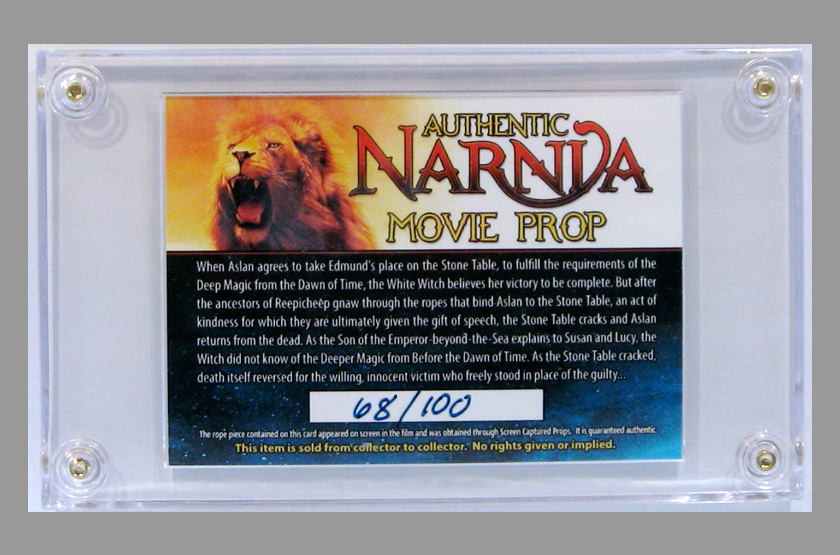 AUTHENTIC
NARNIA
MOVIE PROP
When Aslan agrees to take Edmund's place on the Stone Table, to fulfill the requirements of the
Deep Magic from the Dawn of Time, the White Witch believes her victory to be complete. But after
the ancestors of Reepicheep gnaw through the ropes that bind Aslan to the Stone Table, an act of
kindness for which they are ultimately given the gift of speech, the Stone Table cracks and Aslan
returns from the dead. As the Son of the Emperor-beyond-the-Sea explains to Susan and Lucy, the
Witch did not know of the Deeper Magic from Before the Dawn of Time. As the Stone Table cracked,
death itself reversed for the willing, innocent victim who freely stood in place of the guilty...
68/100
The rope piece contained on this card appeared on screen in the film and was obtained through Screen Captured Props. It is guaranteed authentic.
This item is sold from collector to collector. No rights given or implied.